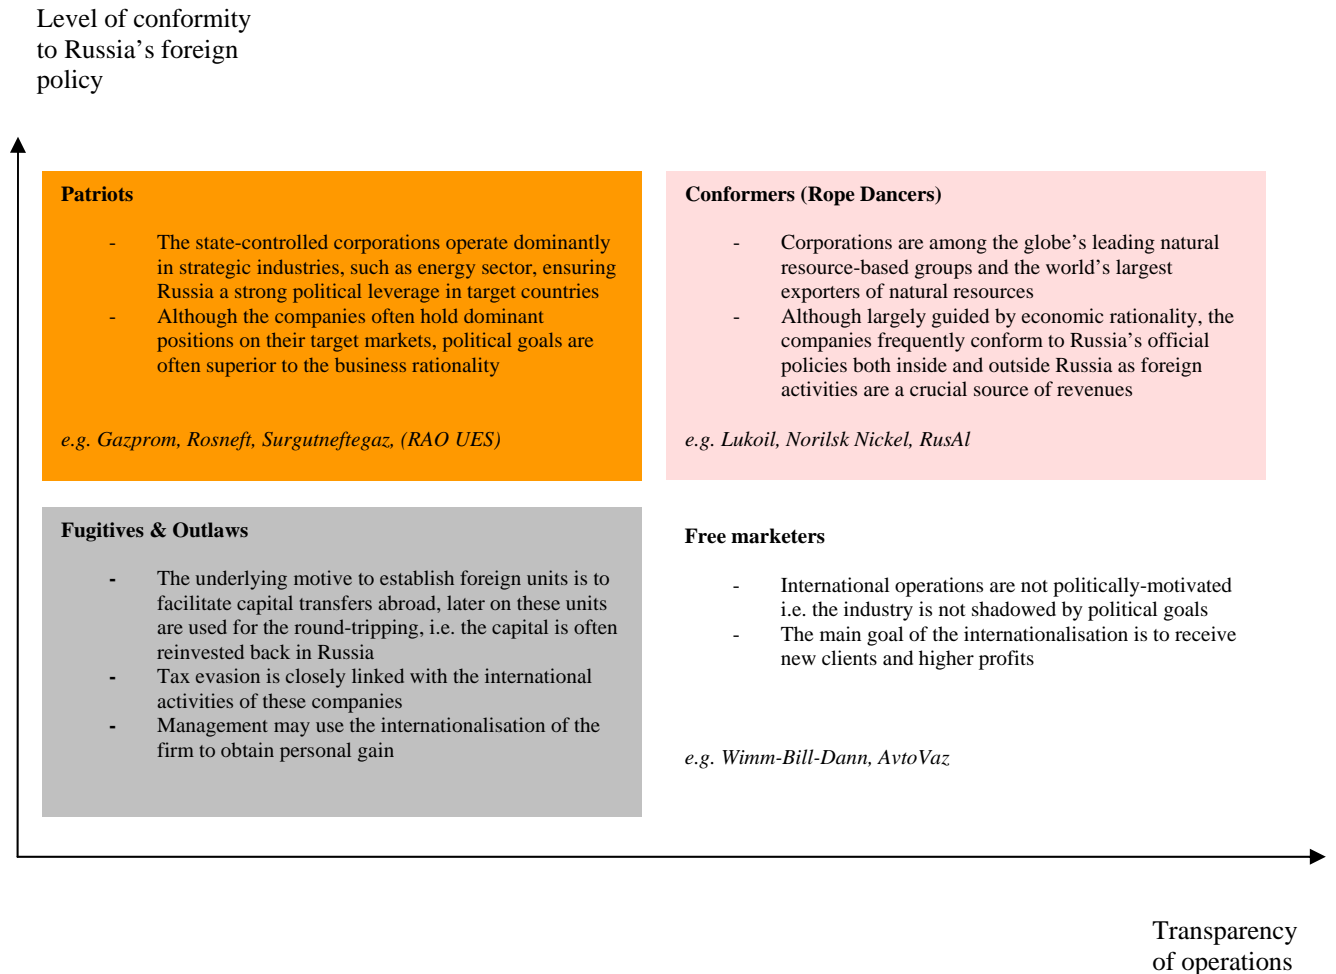 Level of conformity
to Russia’s foreign
policy
Patriots
- The state-controlled corporations operate dominantly
in strategic industries, such as energy sector, ensuring
Russia a strong political leverage in target countries
- Although the companies often hold dominant
positions on their target markets, political goals are
often superior to the business rationality
e.g. Gazprom, Rosneft, Surgutneftegaz, (RAO UES)
Conformers (Rope Dancers)
- Corporations are among the globe’s leading natural
resource-based groups and the world’s largest
exporters of natural resources
- Although largely guided by economic rationality, the
companies frequently conform to Russia’s official
policies both inside and outside Russia as foreign
activities are a crucial source of revenues
e.g. Lukoil, Norilsk Nickel, RusAl
Fugitives & Outlaws
- The underlying motive to establish foreign units is to
facilitate capital transfers abroad, later on these units
are used for the round-tripping, i.e. the capital is often
reinvested back in Russia
- Tax evasion is closely linked with the international
activities of these companies
- Management may use the internationalisation of the
firm to obtain personal gain
Free marketers
- International operations are not politically-motivated
i.e. the industry is not shadowed by political goals
- The main goal of the internationalisation is to receive
new clients and higher profits
e.g. Wimm-Bill-Dann, AvtoVaz
Transparency
of operations